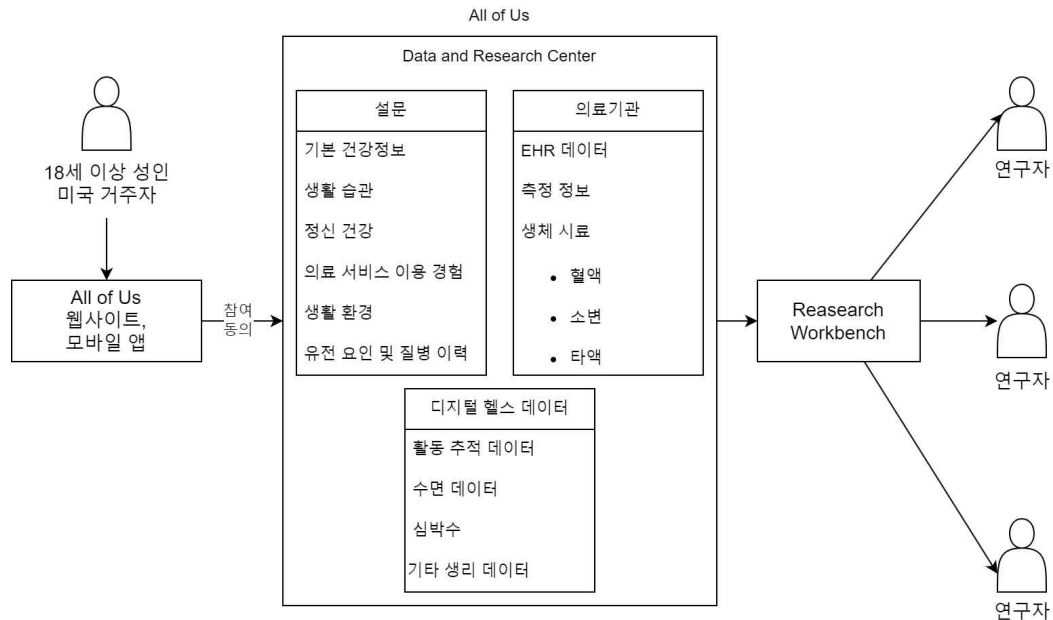 All of Us
Data and Research Center
18세 이상 성인
미국 거주자
All of Us
웹사이트,
모바일 앱
참여
동의
설문
기본 건강정보
생활 습관
정신 건강
의료 서비스 이용 경험
생활 환경
유전 요인 및 질병 이력
의료기관
EHR 데이터
측정 정보
생체 시료
• 혈액
• 소변
• 타액
디지털 헬스 데이터
활동 추적 데이터
수면 데이터
심박수
기타 생리 데이터
Reasearch
Workbench
연구자
연구자
연구자